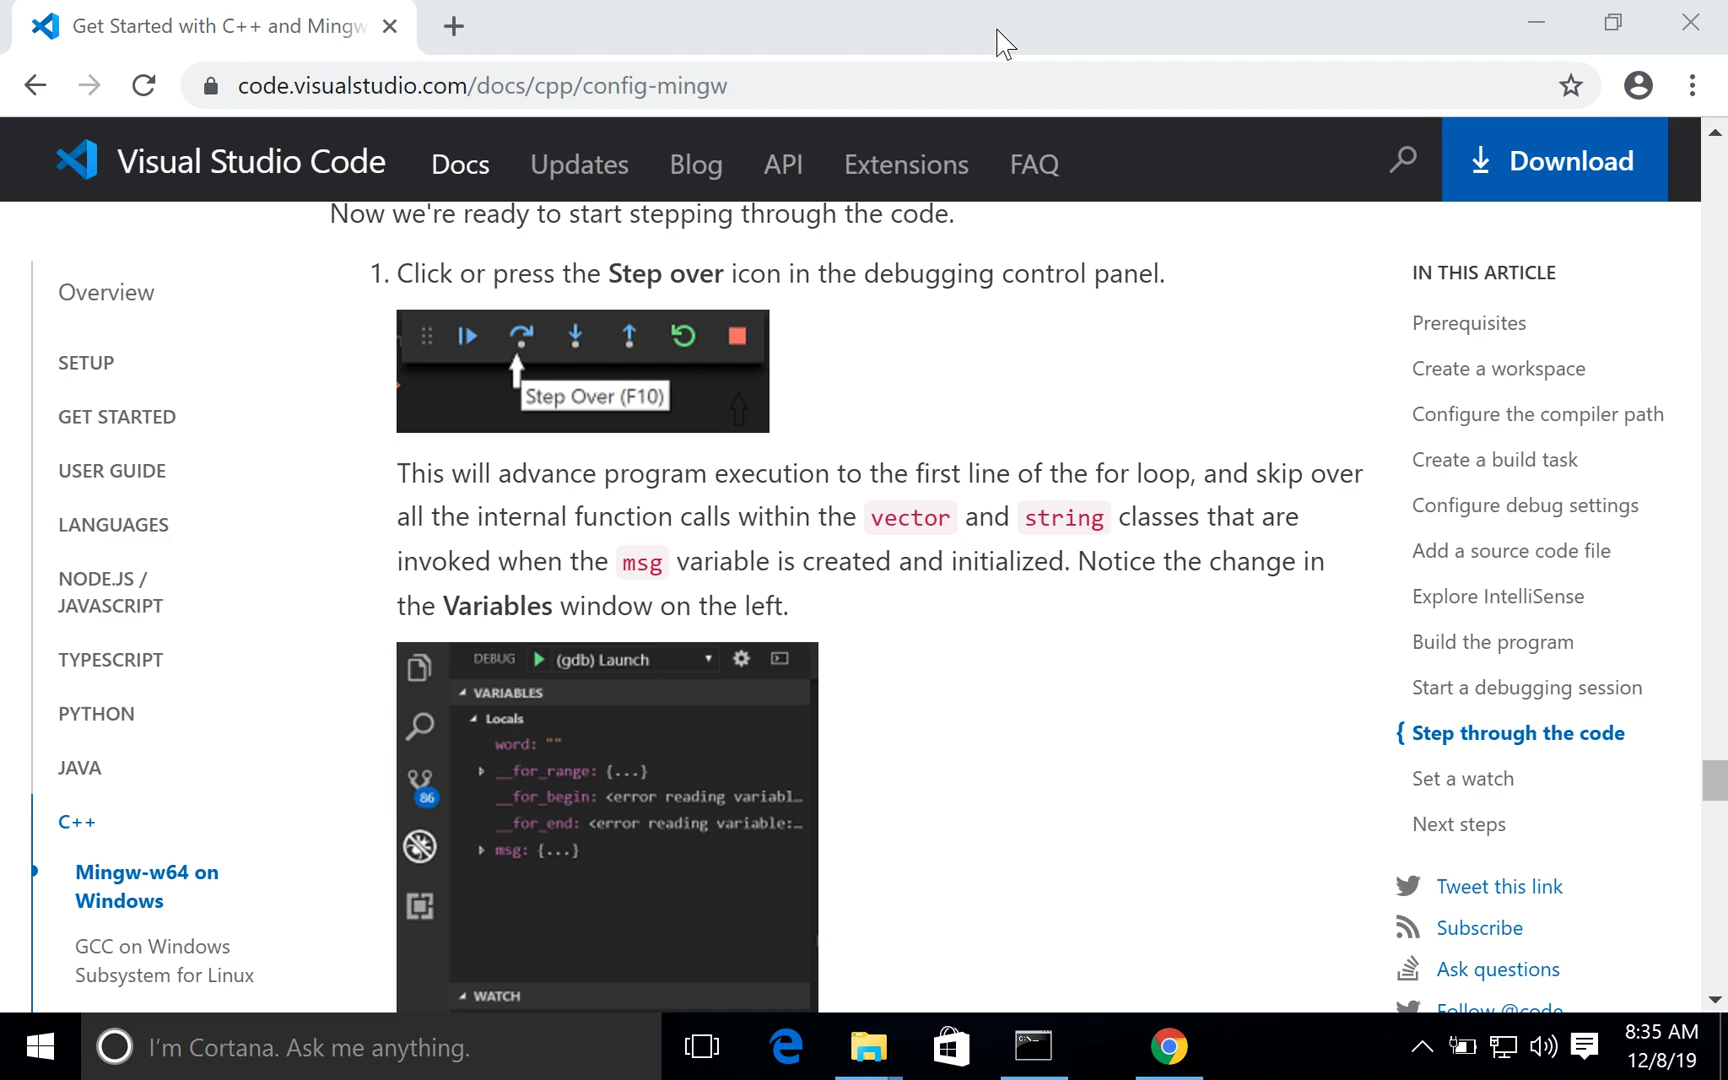 Get Started with C++ and Mingw
code.visualstudio.com/docs/cpp/config-mingw
Visual Studio Code
Docs
Updates
Blog
API
Extensions
FAQ
Download
Now we're ready to start stepping through the code.
1. Click or press the Step over icon in the debugging control panel.
Step Over (F10)
This will advance program execution to the first line of the for loop, and skip over
all the internal function calls within the vector and string classes that are
invoked when the msg variable is created and initialized. Notice the change in
the Variables window on the left.
DEBUG (gdb) Launch
VARIABLES
Locals
word: ""
__for_range: {...}
__for_begin: <error reading variabl…
__for_end: <error reading variable:…
msg: {...}
86
WATCH
Overview
SETUP
GET STARTED
USER GUIDE
LANGUAGES
NODE.JS /
JAVASCRIPT
TYPESCRIPT
PYTHON
JAVA
C++
Mingw-w64 on
Windows
GCC on Windows
Subsystem for Linux
IN THIS ARTICLE
Prerequisites
Create a workspace
Configure the compiler path
Create a build task
Configure debug settings
Add a source code file
Explore IntelliSense
Build the program
Start a debugging session
{ Step through the code
Set a watch
Next steps
Tweet this link
Subscribe
Ask questions
Follow @code
I'm Cortana. Ask me anything.
8:35 AM
12/8/19